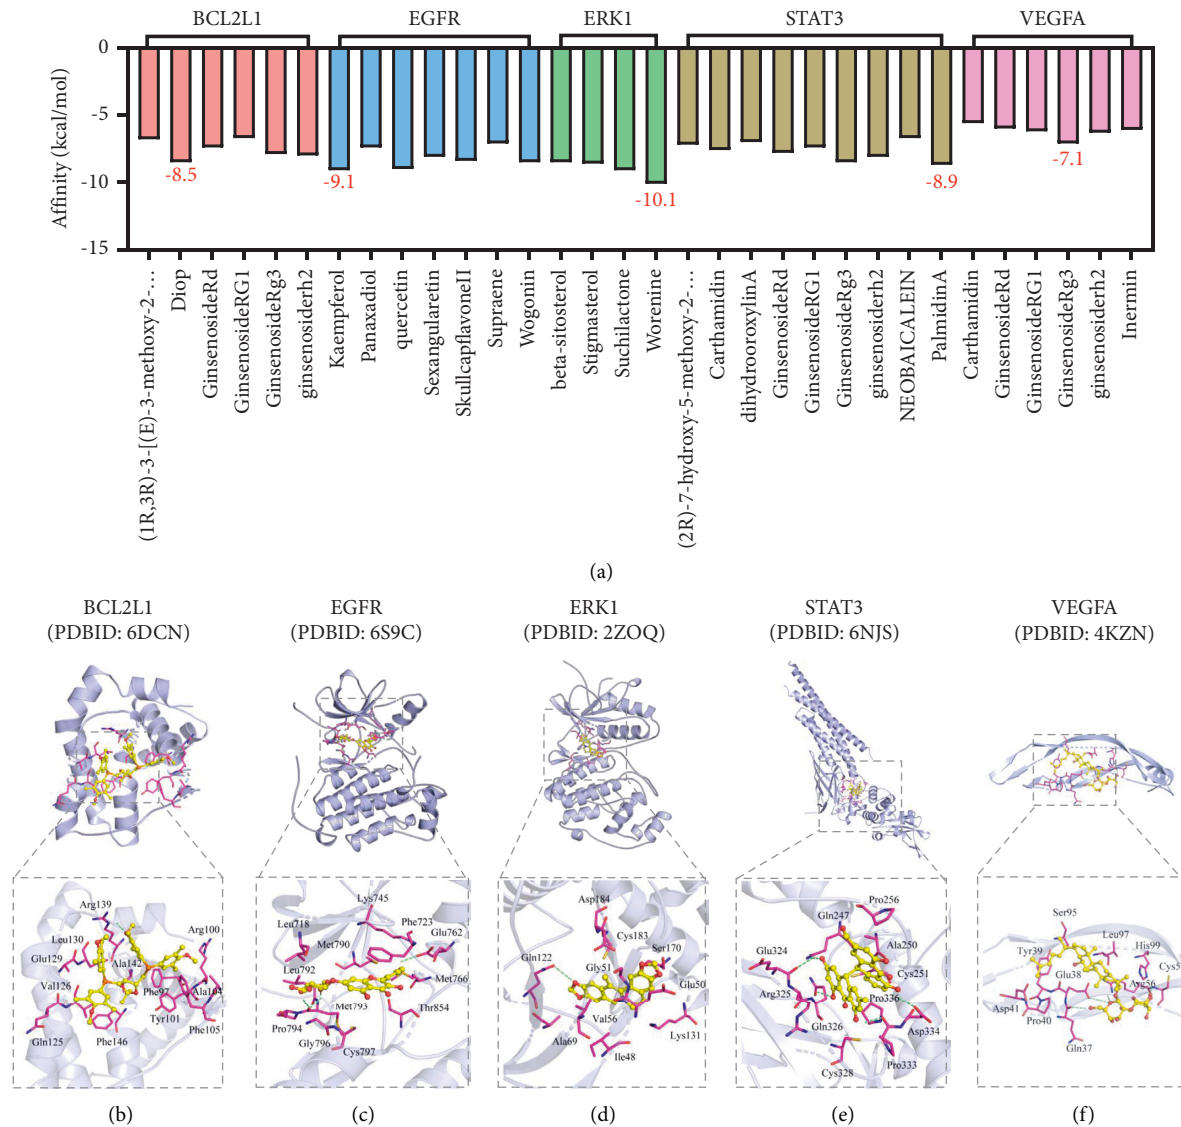 BCL2L1 EGFR ERK1 STAT3 VEGFA
0
-5
-10
-15
Affinity (kcal/mol)
-8.5
-9.1
-10.1
-8.9
-7.1
(1R,3R)-3-[(E)-3-methoxy-2-...
Diop
GinsenosideRd
GinsenosideRG1
GinsenosideRg3
ginsenosiderh2
Kaempferol
Panaxadiol
quercetin
Sexangularetin
SkullcapflavoneII
Supraene
Wogonin
beta-sitosterol
Stigmasterol
Suchilactone
Worenine
(2R)-7-hydroxy-5-methoxy-2-...
Carthamidin
dihydrooroxylinA
GinsenosideRd
GinsenosideRG1
GinsenosideRg3
ginsenosiderh2
NEOBAICALEIN
PalmidinA
Carthamidin
GinsenosideRd
GinsenosideRG1
GinsenosideRg3
ginsenosiderh2
Inermin
(a)
BCL2L1
(PDBID: 6DCN)
Arg139
Arg100
Leu130
Glu129
Ala142
Val126
Phe97
Ala104
Tyr101
Phe105
Gln125
Phe146
(b)
EGFR
(PDBID: 6S9C)
Lys745
Leu718
Phe723
Glu762
Met790
Leu792
Met766
Met793
Thr854
Pro794
Gly796
Cys797
(c)
ERK1
(PDBID: 2ZOQ)
Asp184
Cys183
Ser170
Gln122
Gly51
Glu50
Val56
Lys131
Ala69
Ile48
(d)
STAT3
(PDBID: 6NJS)
Pro256
Gln247
Glu324
Ala250
Cys251
Arg325
Pro336
Gln326
Asp334
Pro333
Cys328
(e)
VEGFA
(PDBID: 4KZN)
Ser95
Leu97
Tyr39
His99
Glu38
Cys5
Arg56
Asp41
Pro40
Gln37
(f)